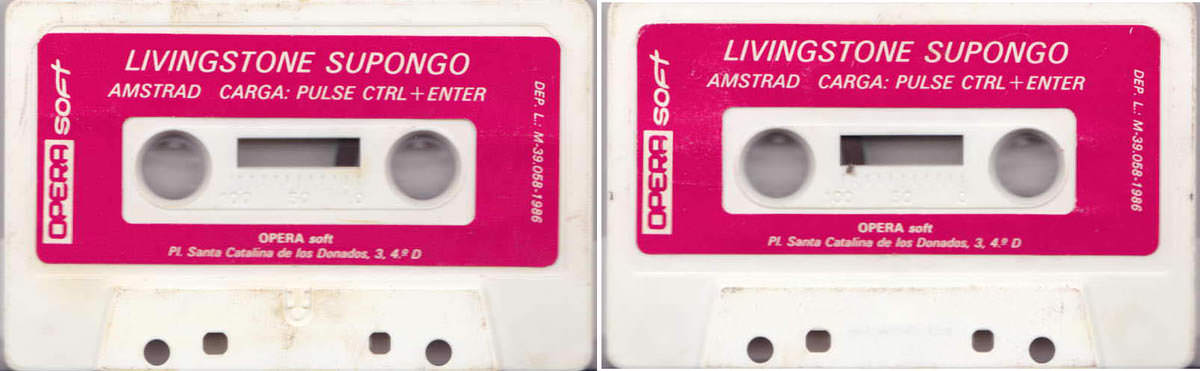 LIVINGSTONE SUPONGO
AMSTRAD CARGA: PULSE CTRL+ENTER
OPERA soft
DEP. L.: M-39.058-1986
100 50 0
OPERA soft
Pl. Santa Catalina de los Donados, 3, 4.º D
LIVINGSTONE SUPONGO
AMSTRAD CARGA: PULSE CTRL+ENTER
OPERA soft
DEP. L.: M-39.058-1986
100 50 0
OPERA soft
Pl. Santa Catalina de los Donados, 3, 4.º D